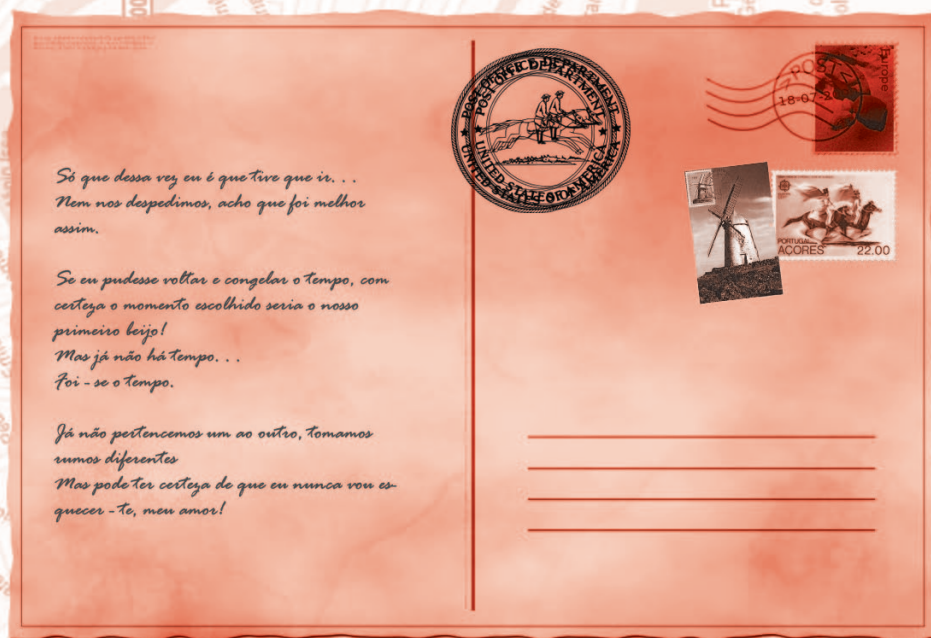 Só que dessa vez eu é que tive que ir. . .
Nem nos despedimos, acho que foi melhor
assim.
Se eu pudesse voltar e congelar o tempo, com
certeza o momento escolhido seria o nosso
primeiro beijo!
Mas já não há tempo. . .
Foi - se o tempo.
Já não pertencemos um ao outro, tomamos
rumos diferentes
Mas pode ter certeza de que eu nunca vou es-
quecer - te, meu amor!
POST OFFICE DEPARTMENT
UNITED STATES OF AMERICA
POST
18-07-
Europe
PORTUGAL
AÇORES 22.00